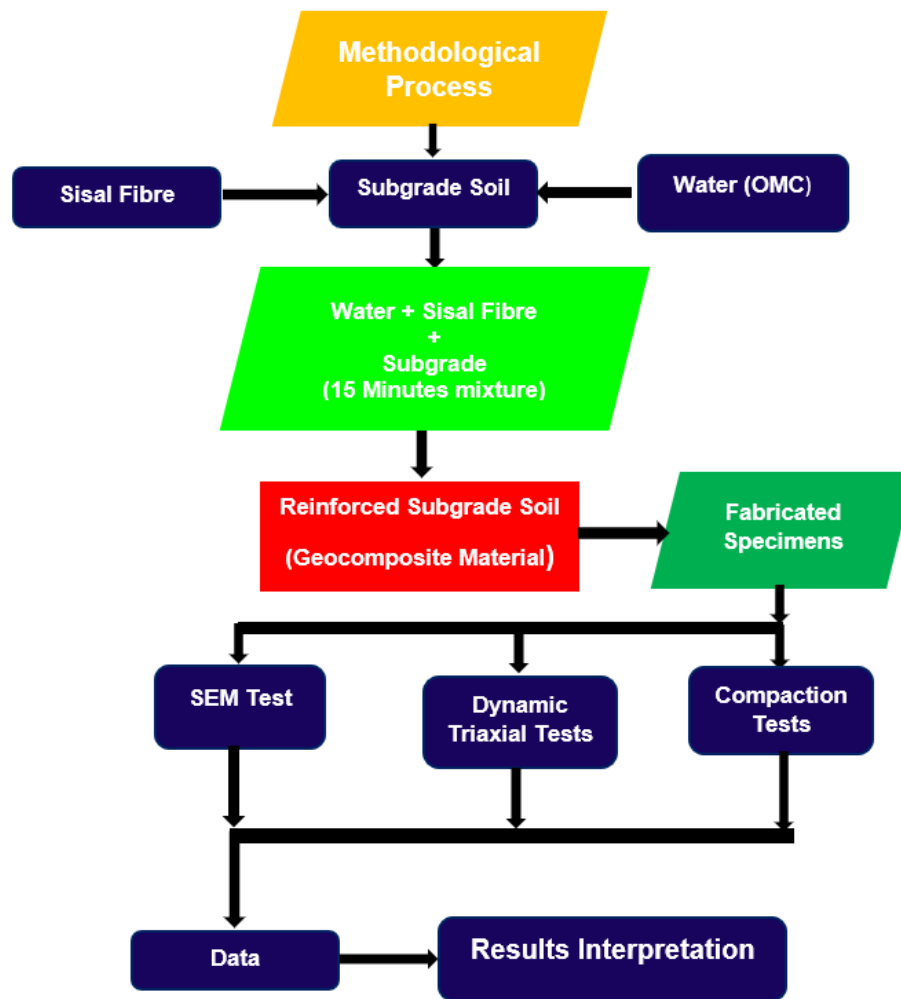 Methodological
Process
Sisal Fibre
Subgrade Soil
Water (OMC)
Water + Sisal Fibre
+
Subgrade
(15 Minutes mixture)
Reinforced Subgrade Soil
(Geocomposite Material)
Fabricated
Specimens
SEM Test
Dynamic
Triaxial Tests
Compaction
Tests
Data
Results Interpretation